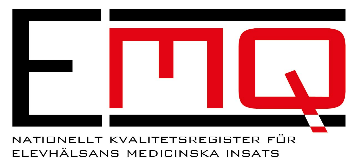 EMQ
NATIONELLT KVALITETSREGISTER FÖR
ELEVHÄLSANS MEDICINSKA INSATS